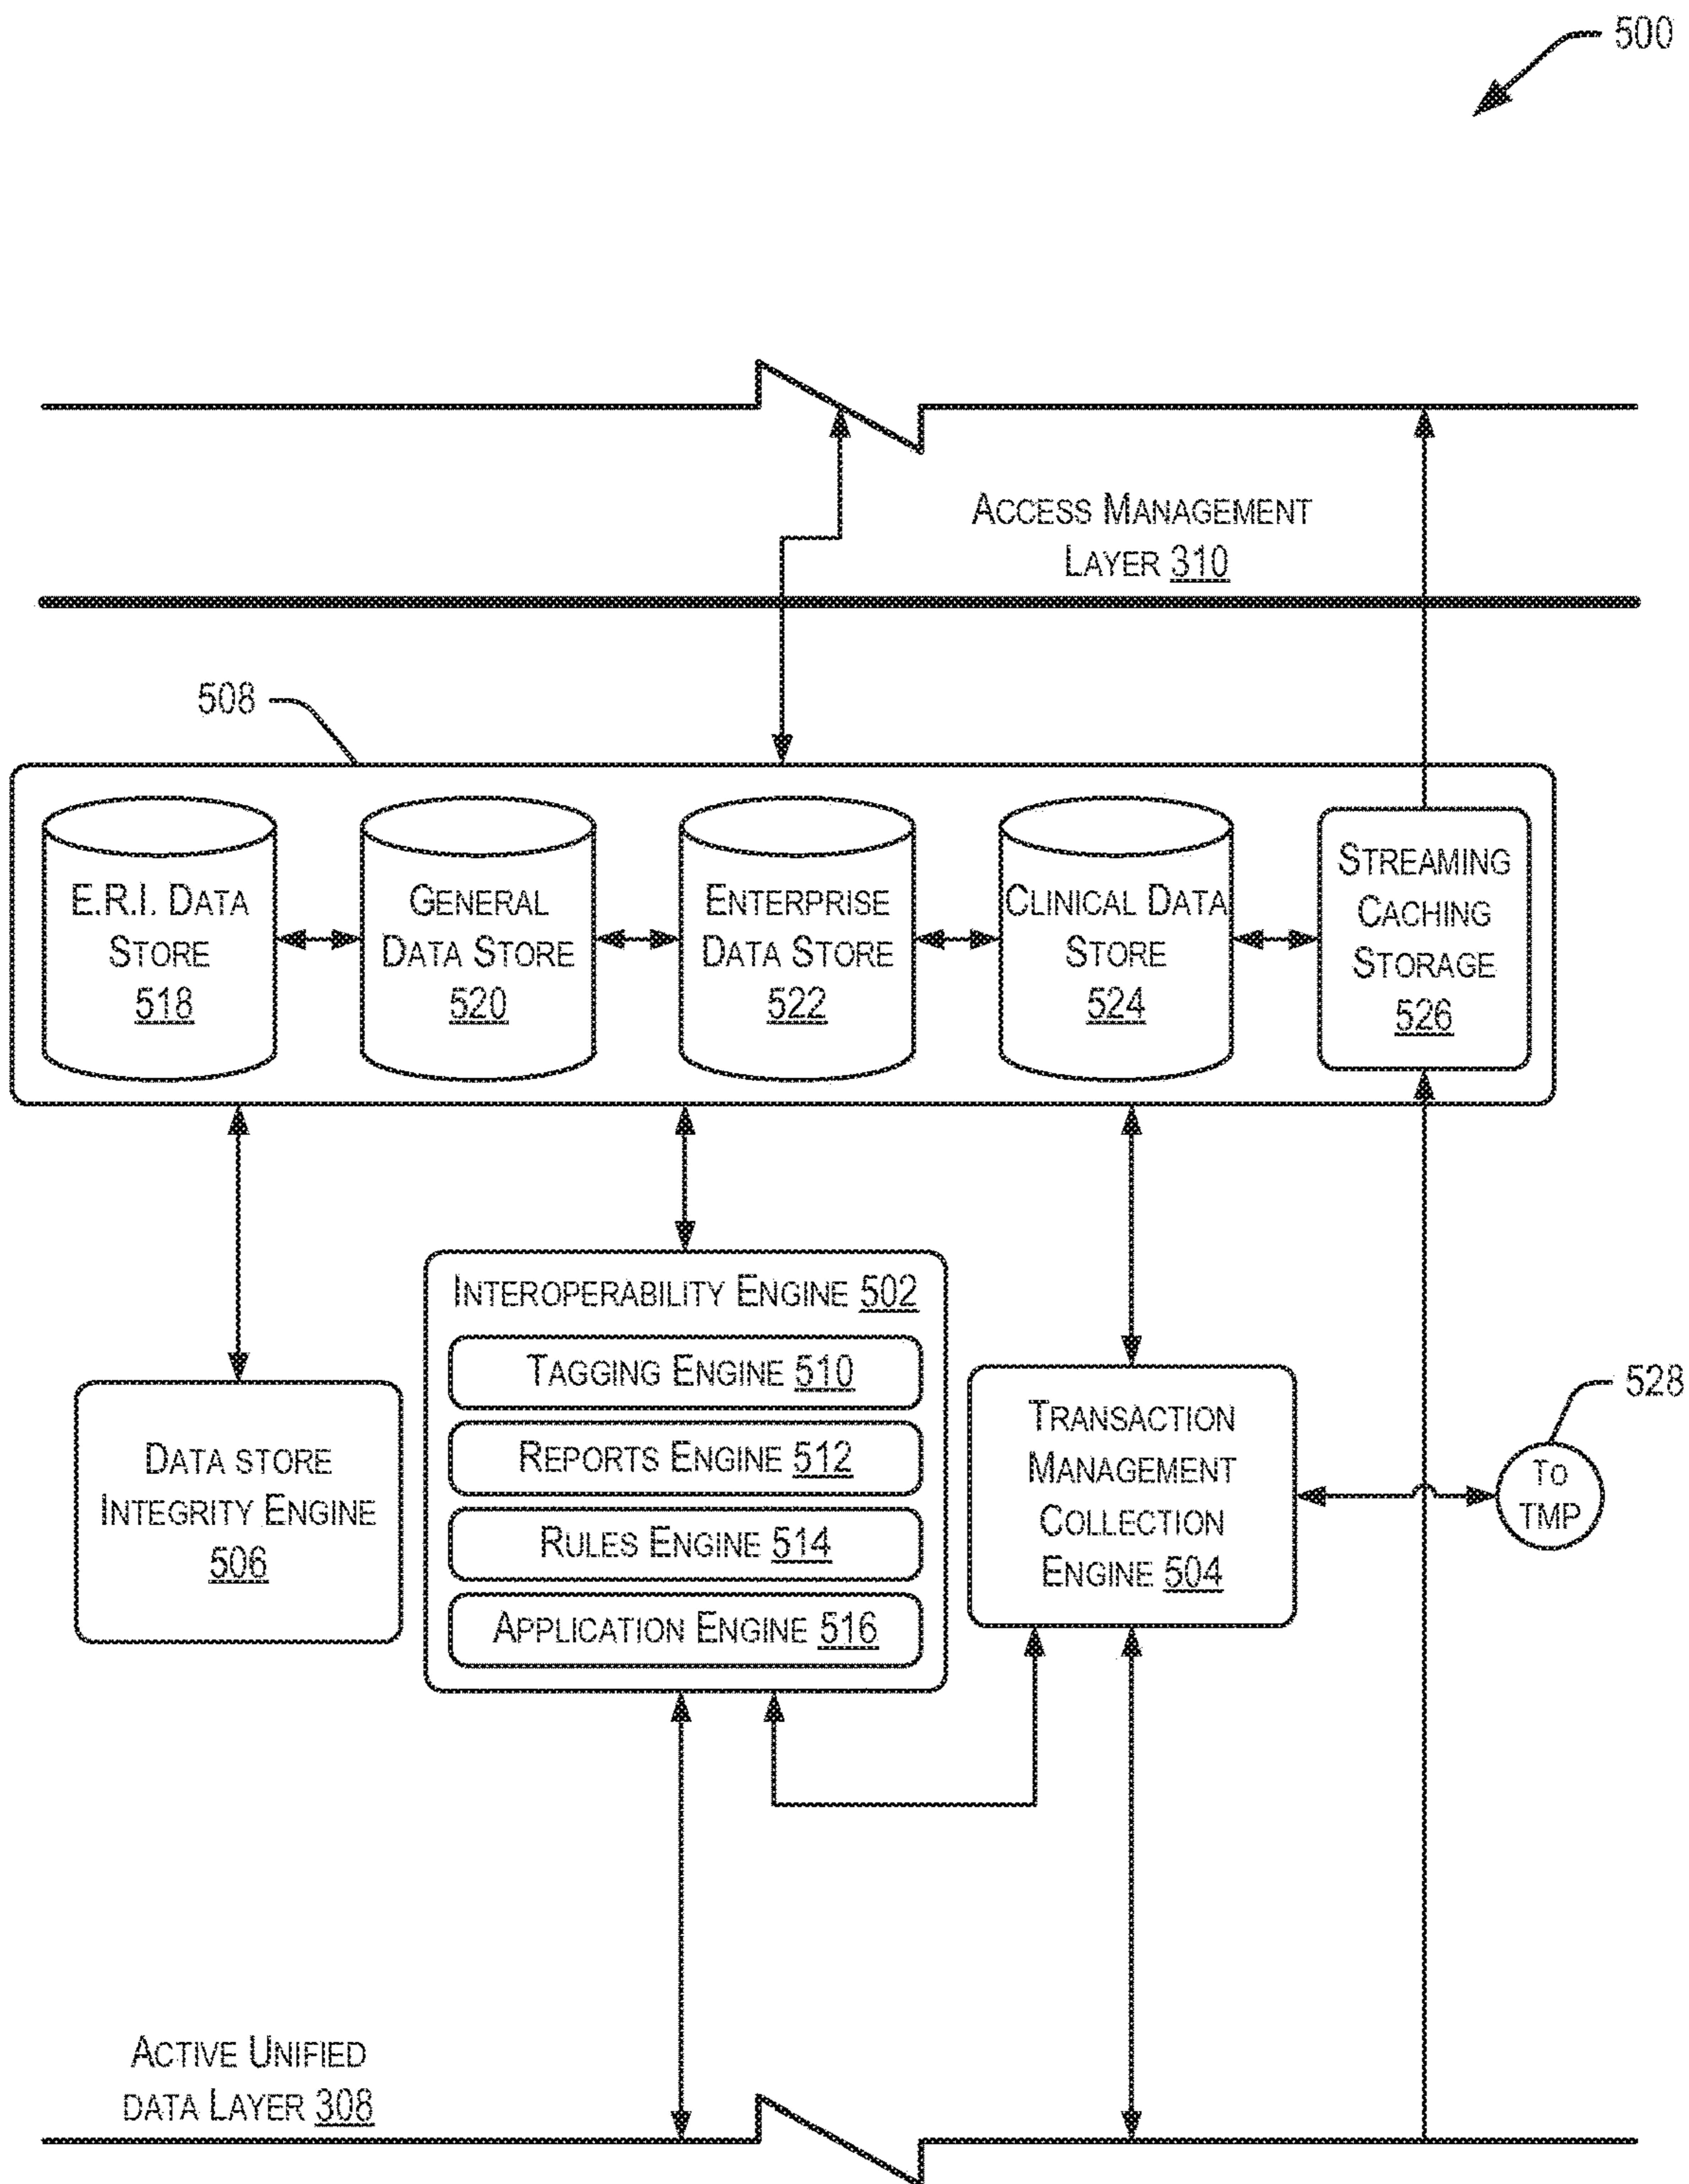 500
ACCESS MANAGEMENT
LAYER 310
508
E.R.I. DATA
STORE
518
GENERAL
DATA STORE
520
ENTERPRISE
DATA STORE
522
CLINICAL DATA
STORE
524
STREAMING
CACHING
STORAGE
526
INTEROPERABILITY ENGINE 502
TAGGING ENGINE 510
REPORTS ENGINE 512
RULES ENGINE 514
APPLICATION ENGINE 516
DATA STORE
INTEGRITY ENGINE
506
TRANSACTION
MANAGEMENT
COLLECTION
ENGINE 504
528
TO
TMP
ACTIVE UNIFIED
DATA LAYER 308